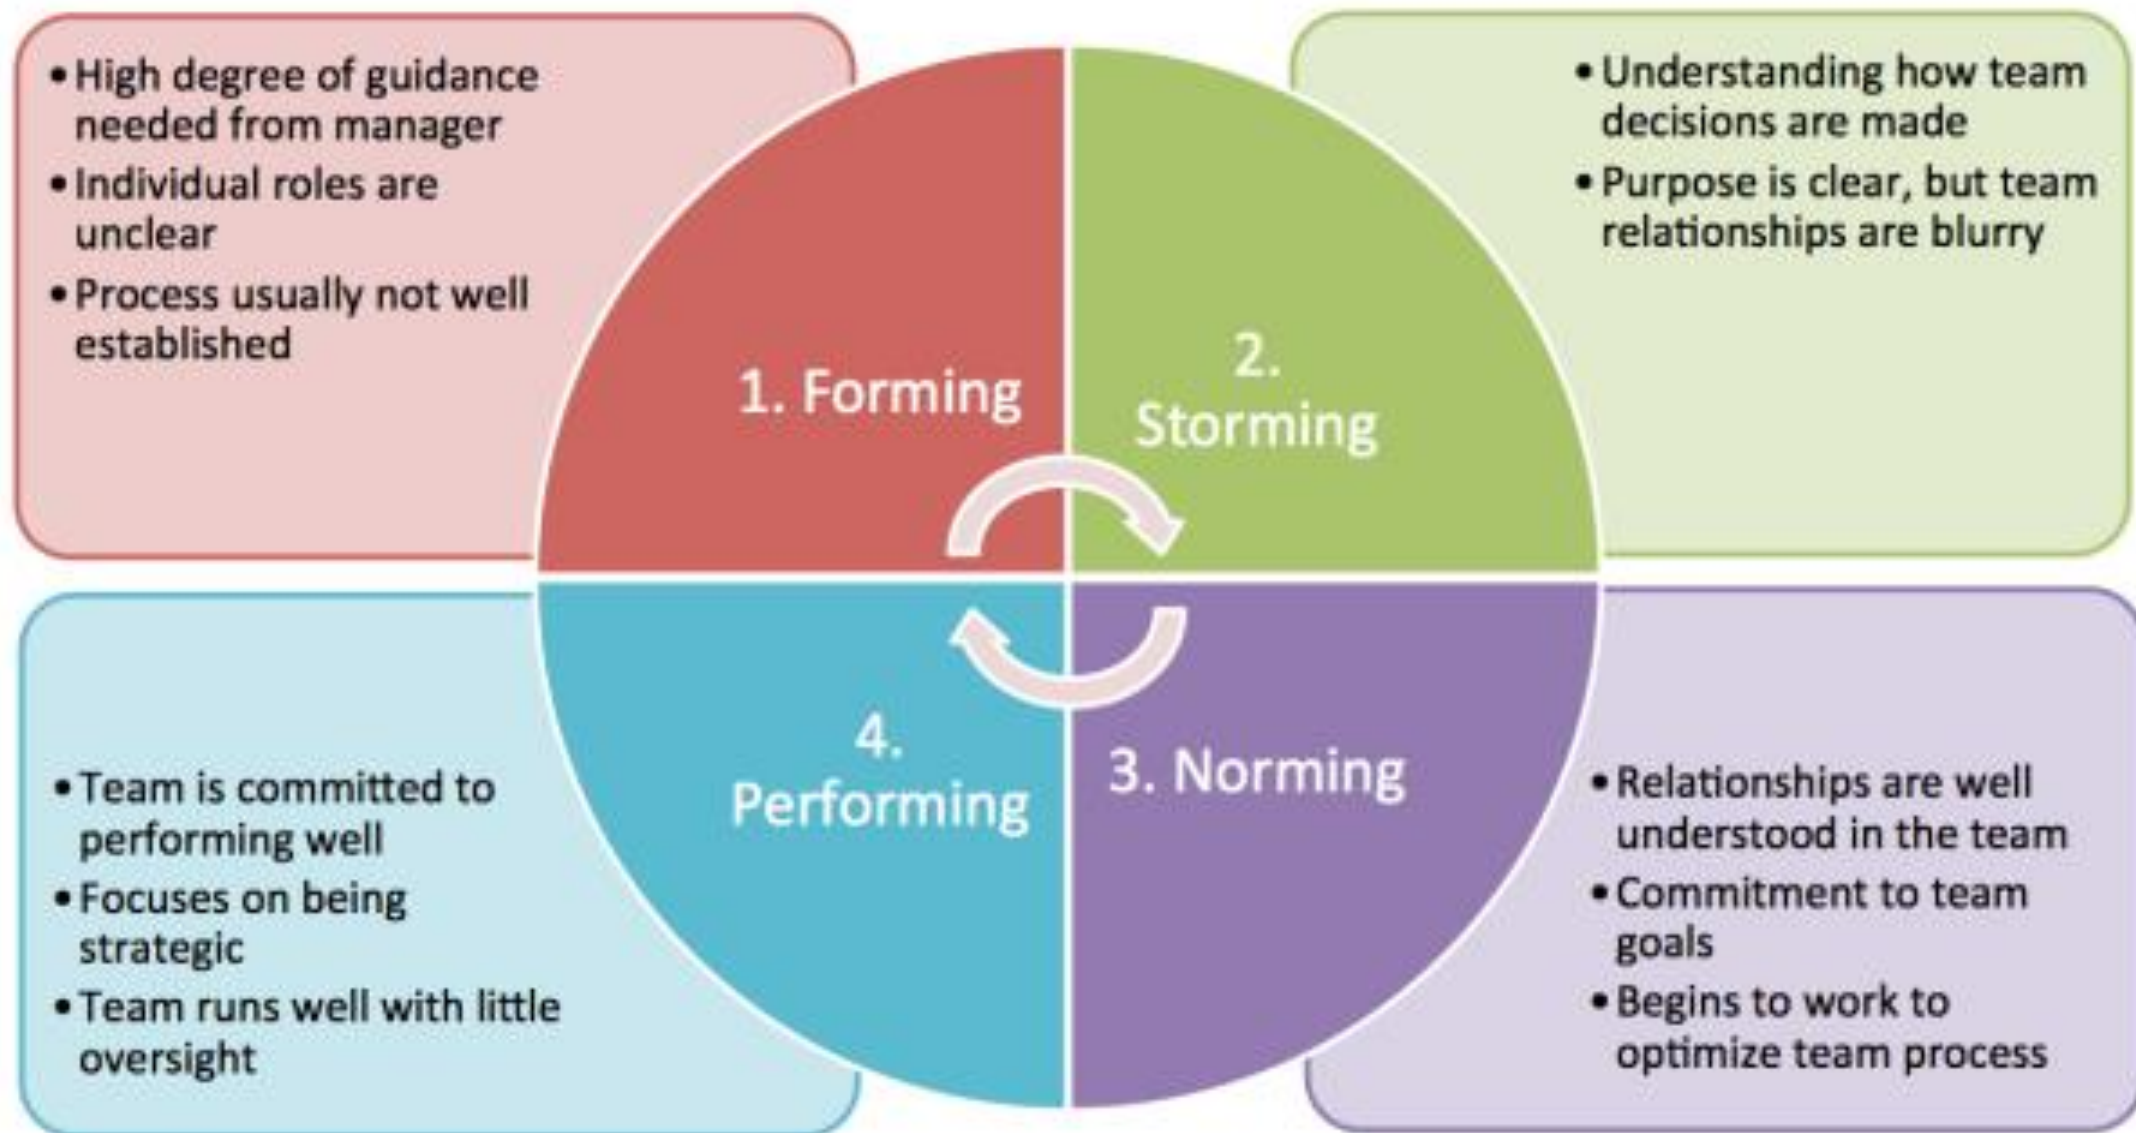 • High degree of guidance
needed from manager
• Individual roles are
unclear
• Process usually not well
established
1. Forming
2.
Storming
• Understanding how team
decisions are made
• Purpose is clear, but team
relationships are blurry
3. Norming
• Relationships are well
understood in the team
• Commitment to team
goals
• Begins to work to
optimize team process
4.
Performing
• Team is committed to
performing well
• Focuses on being
strategic
• Team runs well with little
oversight